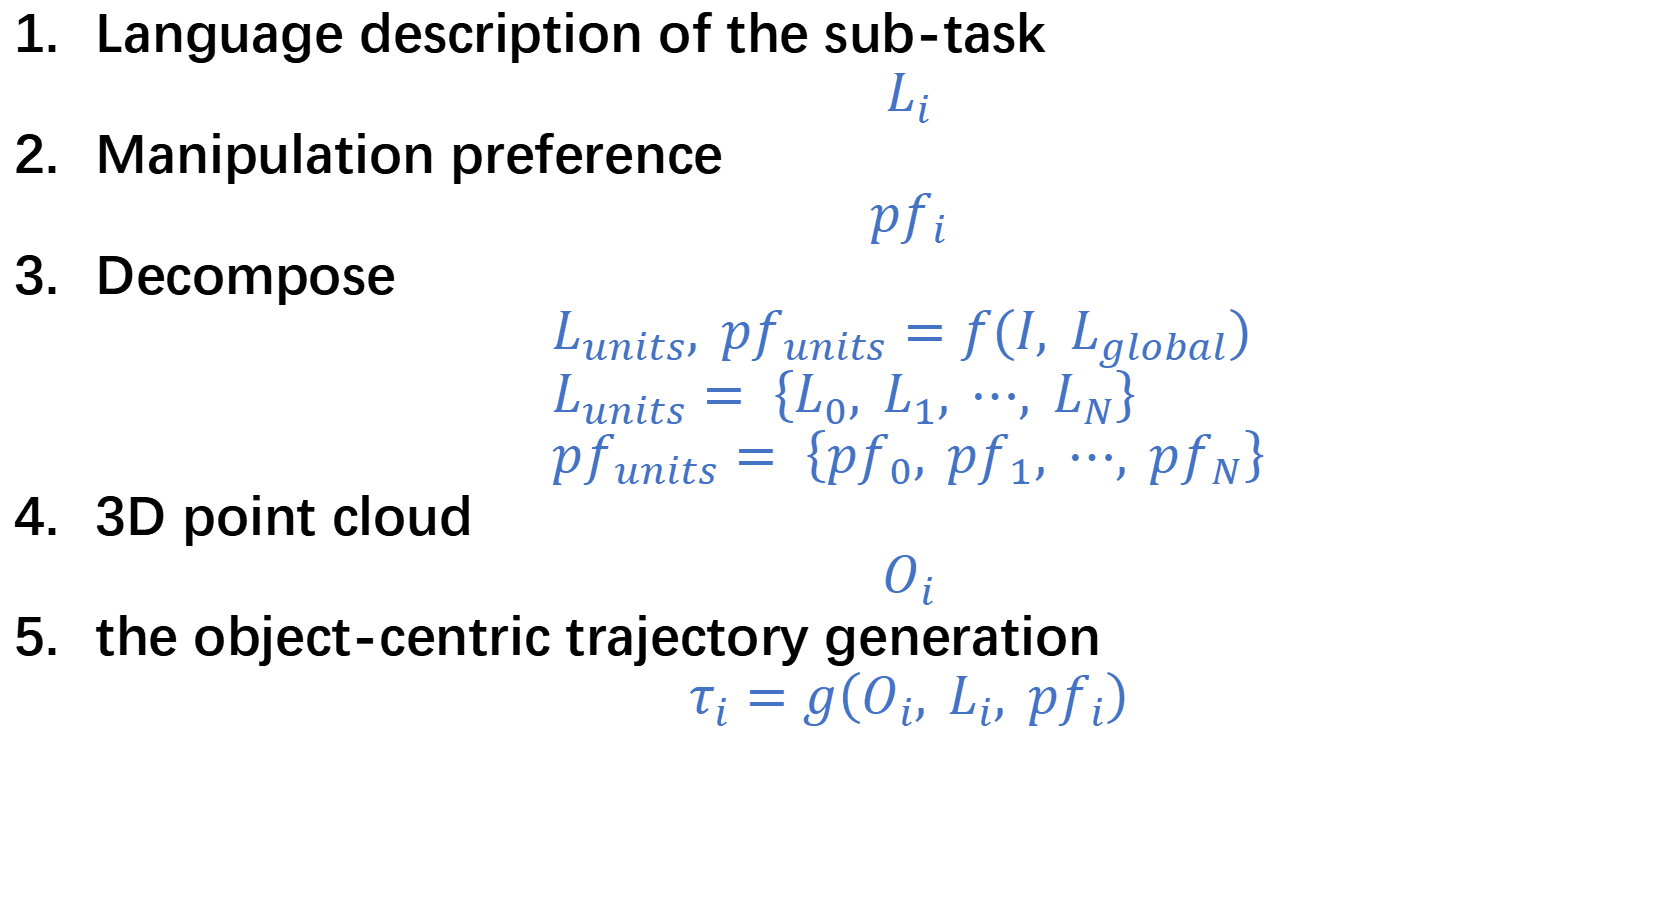 1. Language description of the sub-task
L_i
2. Manipulation preference
pf_i
3. Decompose
L_units, pf_units = f(I, L_global)
L_units = {L_0, L_1, ⋯, L_N}
pf_units = {pf_0, pf_1, ⋯, pf_N}
4. 3D point cloud
O_i
5. the object-centric trajectory generation
τ_i = g(O_i, L_i, pf_i)